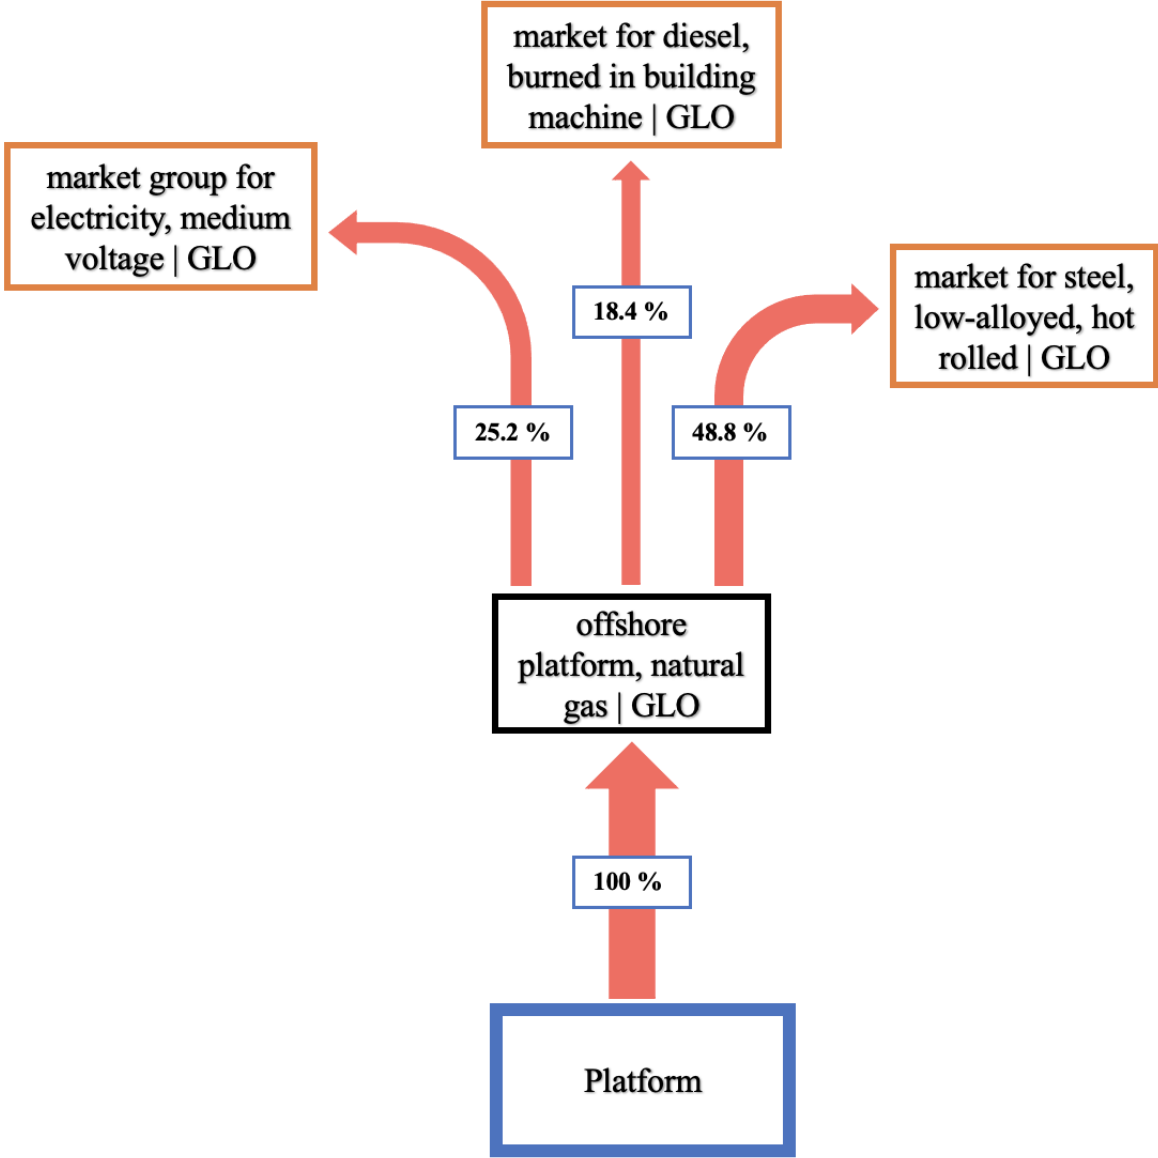 market for diesel,
burned in building
machine | GLO
market group for
electricity, medium
voltage | GLO
market for steel,
low-alloyed, hot
rolled | GLO
18.4 %
25.2 %
48.8 %
offshore
platform, natural
gas | GLO
100 %
Platform